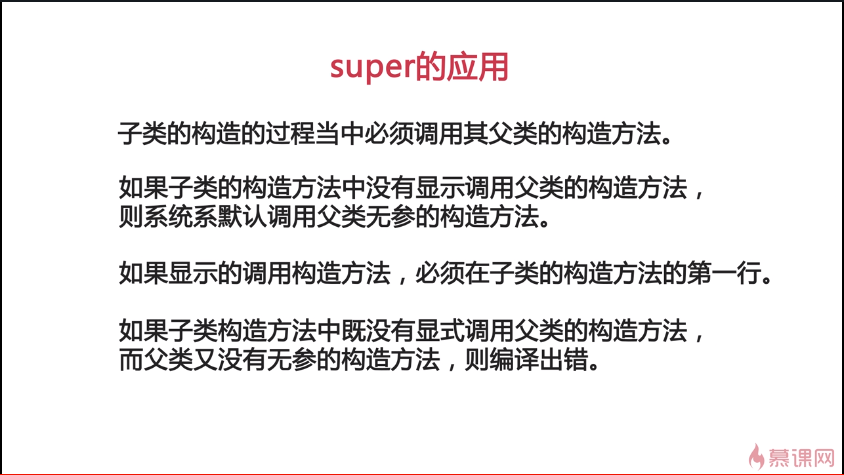 super的应用
子类的构造的过程当中必须调用其父类的构造方法。
如果子类的构造方法中没有显示调用父类的构造方法，
则系统系默认调用父类无参的构造方法。
如果显示的调用构造方法，必须在子类的构造方法的第一行。
如果子类构造方法中既没有显式调用父类的构造方法，
而父类又没有无参的构造方法，则编译出错。
慕课网